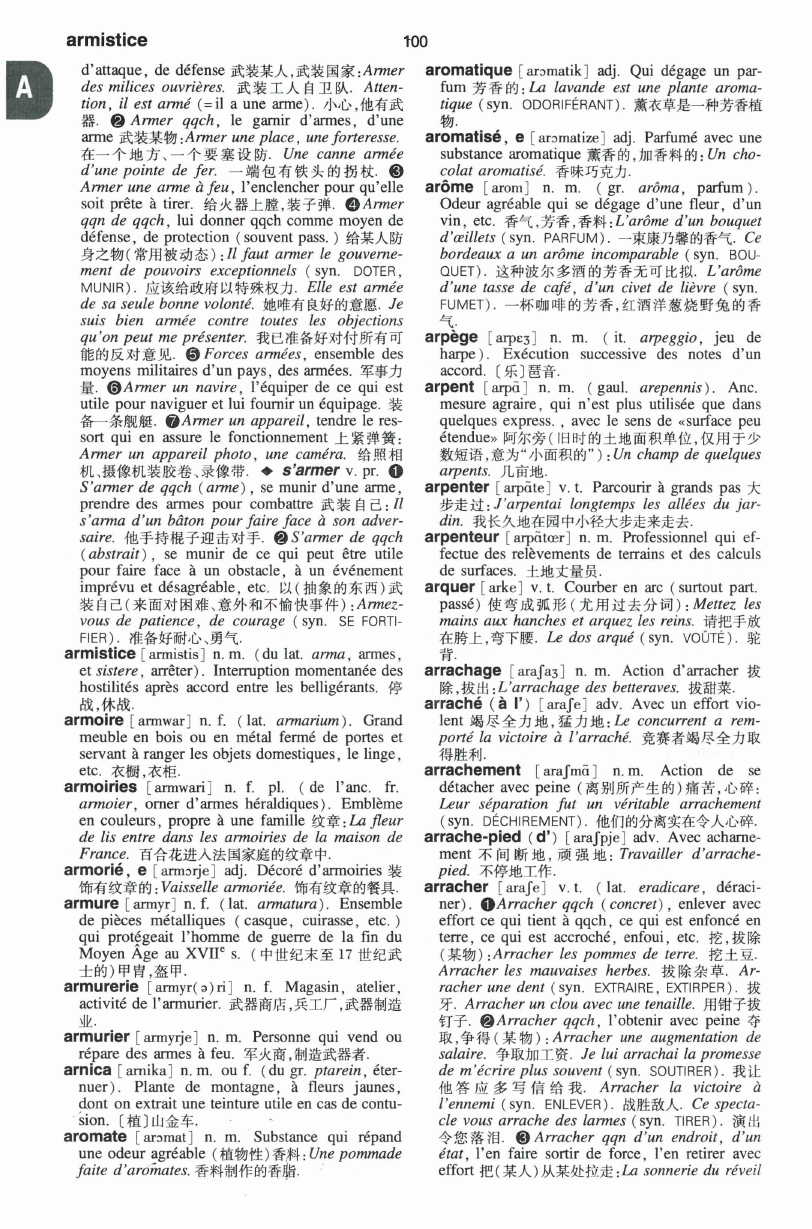 armistice
100
A
d'attaque, de défense 武装某人,武装国家:Armer
des milices ouvrières. 武装工人自卫队. Atten-
tion, il est armé (=il a une arme). 小心,他有武
器. ❷ Armer qqch, le garnir d'armes, d'une
arme 武装某物:Armer une place, une forteresse.
在一个地方、一个要塞设防. Une canne armée
d'une pointe de fer. 一端包有铁头的拐杖. ❸
Armer une arme à feu, l'enclencher pour qu'elle
soit prête à tirer. 给火器上膛,装子弹. ❹Armer
qqn de qqch, lui donner qqch comme moyen de
défense, de protection (souvent pass.) 给某人防
身之物(常用被动态):Il faut armer le gouverne-
ment de pouvoirs exceptionnels (syn. DOTER,
MUNIR). 应该给政府以特殊权力. Elle est armée
de sa seule bonne volonté. 她唯有良好的意愿. Je
suis bien armée contre toutes les objections
qu'on peut me présenter. 我已准备好对付所有可
能的反对意见. ❺ Forces armées, ensemble des
moyens militaires d'un pays, des armées. 军事力
量. ❻Armer un navire, l'équiper de ce qui est
utile pour naviguer et lui fournir un équipage. 装
备一条舰艇. ❼Armer un appareil, tendre le res-
sort qui en assure le fonctionnement 上紧弹簧:
Armer un appareil photo, une caméra. 给照相
机、摄像机装胶卷、录像带. ◆ s'armer v. pr. ❶
S'armer de qqch (arme), se munir d'une arme,
prendre des armes pour combattre 武装自己:Il
s'arma d'un bâton pour faire face à son adver-
saire. 他手持棍子迎击对手. ❷S'armer de qqch
(abstrait), se munir de ce qui peut être utile
pour faire face à un obstacle, à un événement
imprévu et désagréable, etc. 以(抽象的东西)武
装自己(来面对困难、意外和不愉快事件):Armez-
vous de patience, de courage (syn. SE FORTI-
FIER). 准备好耐心、勇气.
armistice [armistis] n. m. (du lat. arma, armes,
et sistere, arrêter). Interruption momentanée des
hostilités après accord entre les belligérants. 停
战,休战.
armoire [armwar] n. f. (lat. armarium). Grand
meuble en bois ou en métal fermé de portes et
servant à ranger les objets domestiques, le linge,
etc. 衣橱,衣柜.
armoiries [armwari] n. f. pl. (de l'anc. fr.
armoier, orner d'armes héraldiques). Emblème
en couleurs, propre à une famille 纹章:La fleur
de lis entre dans les armoiries de la maison de
France. 百合花进入法国家庭的纹章中.
armorié, e [armɔrje] adj. Décoré d'armoiries 装
饰有纹章的:Vaisselle armoriée. 饰有纹章的餐具.
armure [armyr] n. f. (lat. armatura). Ensemble
de pièces métalliques (casque, cuirasse, etc.)
qui protégeait l'homme de guerre de la fin du
Moyen Âge au XVIIᵉ s. (中世纪末至 17 世纪武
士的)甲胄,盔甲.
armurerie [armyr(ə)ri] n. f. Magasin, atelier,
activité de l'armurier. 武器商店,兵工厂,武器制造
业.
armurier [armyrje] n. m. Personne qui vend ou
répare des armes à feu. 军火商,制造武器者.
arnica [arnika] n. m. ou f. (du gr. ptarein, éter-
nuer). Plante de montagne, à fleurs jaunes,
dont on extrait une teinture utile en cas de contu-
sion. 〔植〕山金车.
aromate [arɔmat] n. m. Substance qui répand
une odeur agréable (植物性)香料:Une pommade
faite d'aromates. 香料制作的香脂.
aromatique [arɔmatik] adj. Qui dégage un par-
fum 芳香的:La lavande est une plante aroma-
tique (syn. ODORIFÉRANT). 薰衣草是一种芳香植
物.
aromatisé, e [arɔmatize] adj. Parfumé avec une
substance aromatique 薰香的,加香料的:Un cho-
colat aromatisé. 香味巧克力.
arôme [arom] n. m. (gr. arôma, parfum).
Odeur agréable qui se dégage d'une fleur, d'un
vin, etc. 香气,芳香,香料:L'arôme d'un bouquet
d'œillets (syn. PARFUM). 一束康乃馨的香气. Ce
bordeaux a un arôme incomparable (syn. BOU-
QUET). 这种波尔多酒的芳香无可比拟. L'arôme
d'une tasse de café, d'un civet de lièvre (syn.
FUMET). 一杯咖啡的芳香,红酒洋葱烧野兔的香
气.
arpège [arpɛʒ] n. m. (it. arpeggio, jeu de
harpe). Exécution successive des notes d'un
accord. 〔乐〕琶音.
arpent [arpɑ̃] n. m. (gaul. arepennis). Anc.
mesure agraire, qui n'est plus utilisée que dans
quelques express., avec le sens de «surface peu
étendue» 阿尔旁(旧时的土地面积单位,仅用于少
数短语,意为“小面积的”):Un champ de quelques
arpents. 几亩地.
arpenter [arpɑ̃te] v. t. Parcourir à grands pas 大
步走过:J'arpentai longtemps les allées du jar-
din. 我长久地在园中小径大步走来走去.
arpenteur [arpɑ̃tœr] n. m. Professionnel qui ef-
fectue des relèvements de terrains et des calculs
de surfaces. 土地丈量员.
arquer [arke] v. t. Courber en arc (surtout part.
passé) 使弯成弧形(尤用过去分词):Mettez les
mains aux hanches et arquez les reins. 请把手放
在胯上,弯下腰. Le dos arqué (syn. VOÛTÉ). 驼
背.
arrachage [araʃaʒ] n. m. Action d'arracher 拔
除,拔出:L'arrachage des betteraves. 拔甜菜.
arraché (à l') [araʃe] adv. Avec un effort vio-
lent 竭尽全力地,猛力地:Le concurrent a rem-
porté la victoire à l'arraché. 竞赛者竭尽全力取
得胜利.
arrachement [araʃmɑ̃] n. m. Action de se
détacher avec peine (离别所产生的)痛苦,心碎:
Leur séparation fut un véritable arrachement
(syn. DÉCHIREMENT). 他们的分离实在令人心碎.
arrache-pied (d') [araʃpje] adv. Avec acharne-
ment 不间断地,顽强地:Travailler d'arrache-
pied. 不停地工作.
arracher [araʃe] v. t. (lat. eradicare, déraci-
ner). ❶Arracher qqch (concret), enlever avec
effort ce qui tient à qqch, ce qui est enfoncé en
terre, ce qui est accroché, enfoui, etc. 挖,拔除
(某物):Arracher les pommes de terre. 挖土豆.
Arracher les mauvaises herbes. 拔除杂草. Ar-
racher une dent (syn. EXTRAIRE, EXTIRPER). 拔
牙. Arracher un clou avec une tenaille. 用钳子拔
钉子. ❷Arracher qqch, l'obtenir avec peine 夺
取,争得(某物):Arracher une augmentation de
salaire. 争取加工资. Je lui arrachai la promesse
de m'écrire plus souvent (syn. SOUTIRER). 我让
他答应多写信给我. Arracher la victoire à
l'ennemi (syn. ENLEVER). 战胜敌人. Ce specta-
cle vous arrache des larmes (syn. TIRER). 演出
令您落泪. ❸ Arracher qqn d'un endroit, d'un
état, l'en faire sortir de force, l'en retirer avec
effort 把(某人)从某处拉走:La sonnerie du réveil